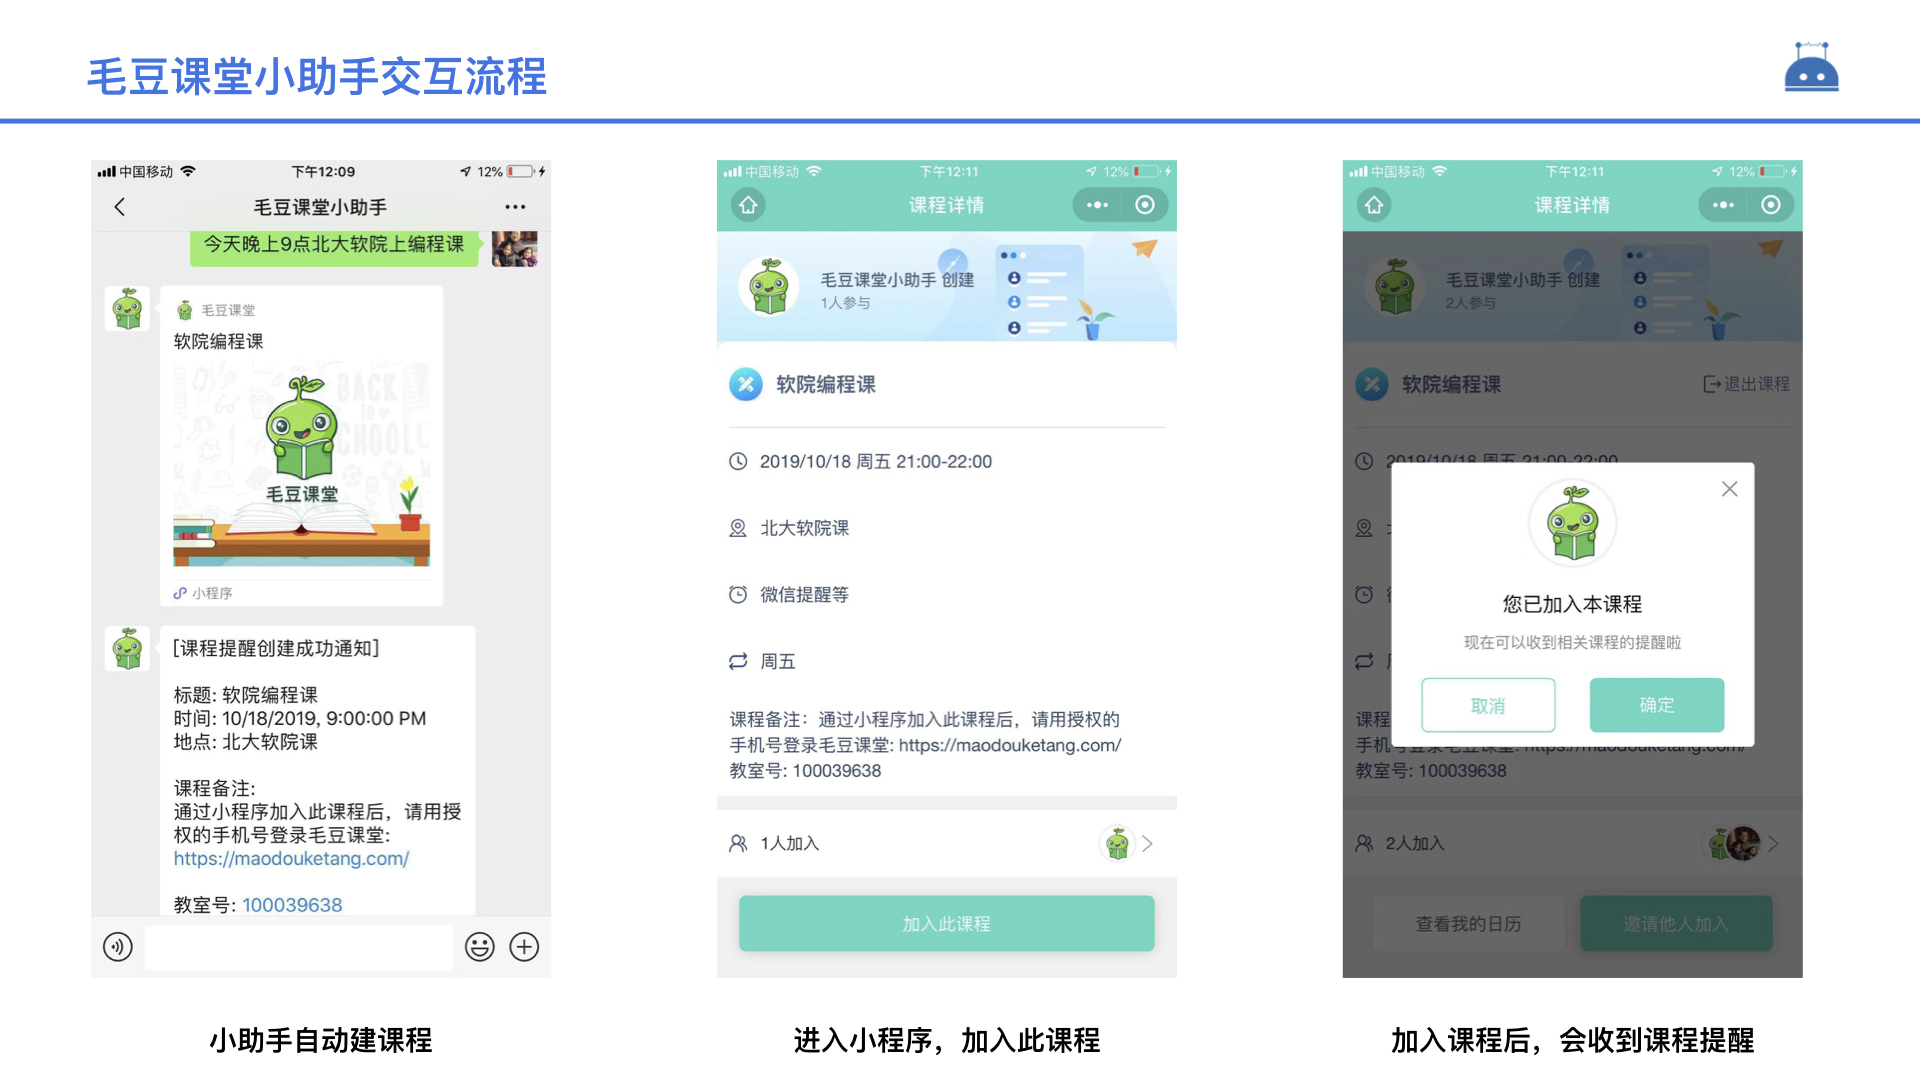 毛豆课堂小助手交互流程
中国移动 下午12:09 12%
毛豆课堂小助手
今天晚上9点北大软院上编程课
毛豆课堂
软院编程课
BACK
to
SCHOOL
毛豆课堂
小程序
[课程提醒创建成功通知]
标题: 软院编程课
时间: 10/18/2019, 9:00:00 PM
地点: 北大软院课
课程备注:
通过小程序加入此课程后，请用授
权的手机号登录毛豆课堂:
https://maodouketang.com/
教室号: 100039638
小助手自动建课程
中国移动 下午12:11 12%
课程详情
毛豆课堂小助手 创建
1人参与
软院编程课
2019/10/18 周五 21:00-22:00
北大软院课
微信提醒等
周五
课程备注：通过小程序加入此课程后，请用授权的
手机号登录毛豆课堂: https://maodouketang.com/
教室号: 100039638
1人加入
加入此课程
进入小程序，加入此课程
中国移动 下午12:11 12%
课程详情
毛豆课堂小助手 创建
2人参与
软院编程课 退出课程
2019/10/18 周五 21:00-22:00
您已加入本课程
现在可以收到相关课程的提醒啦
取消 确定
课程
手机号登录毛豆课堂: https://maodouketang.com/
教室号: 100039638
2人加入
查看我的日历 邀请他人加入
加入课程后，会收到课程提醒